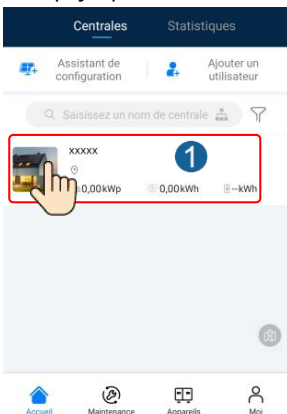 Centrales Statistiques
Assistant de configuration
Ajouter un utilisateur
Saisissez un nom de centrale
xxxxx
1
0,00kWp 0,00kWh --kWh
Accueil Maintenance Appareils Moi